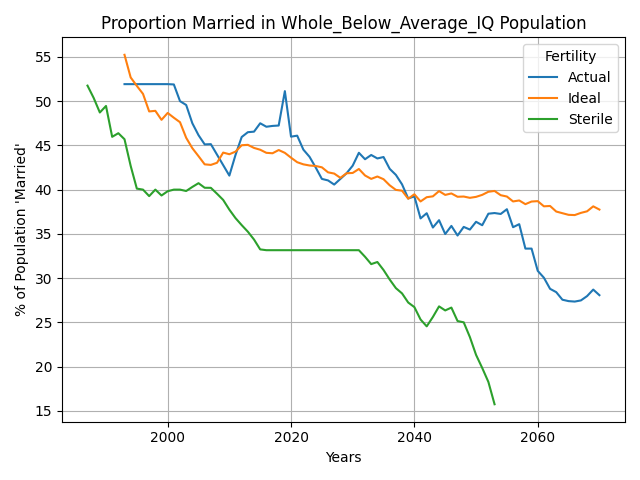 Proportion Married in Whole_Below_Average_IQ Population
% of Population 'Married'
55
50
45
40
35
30
25
20
15
2000
2020
2040
2060
Years
Fertility
Actual
Ideal
Sterile